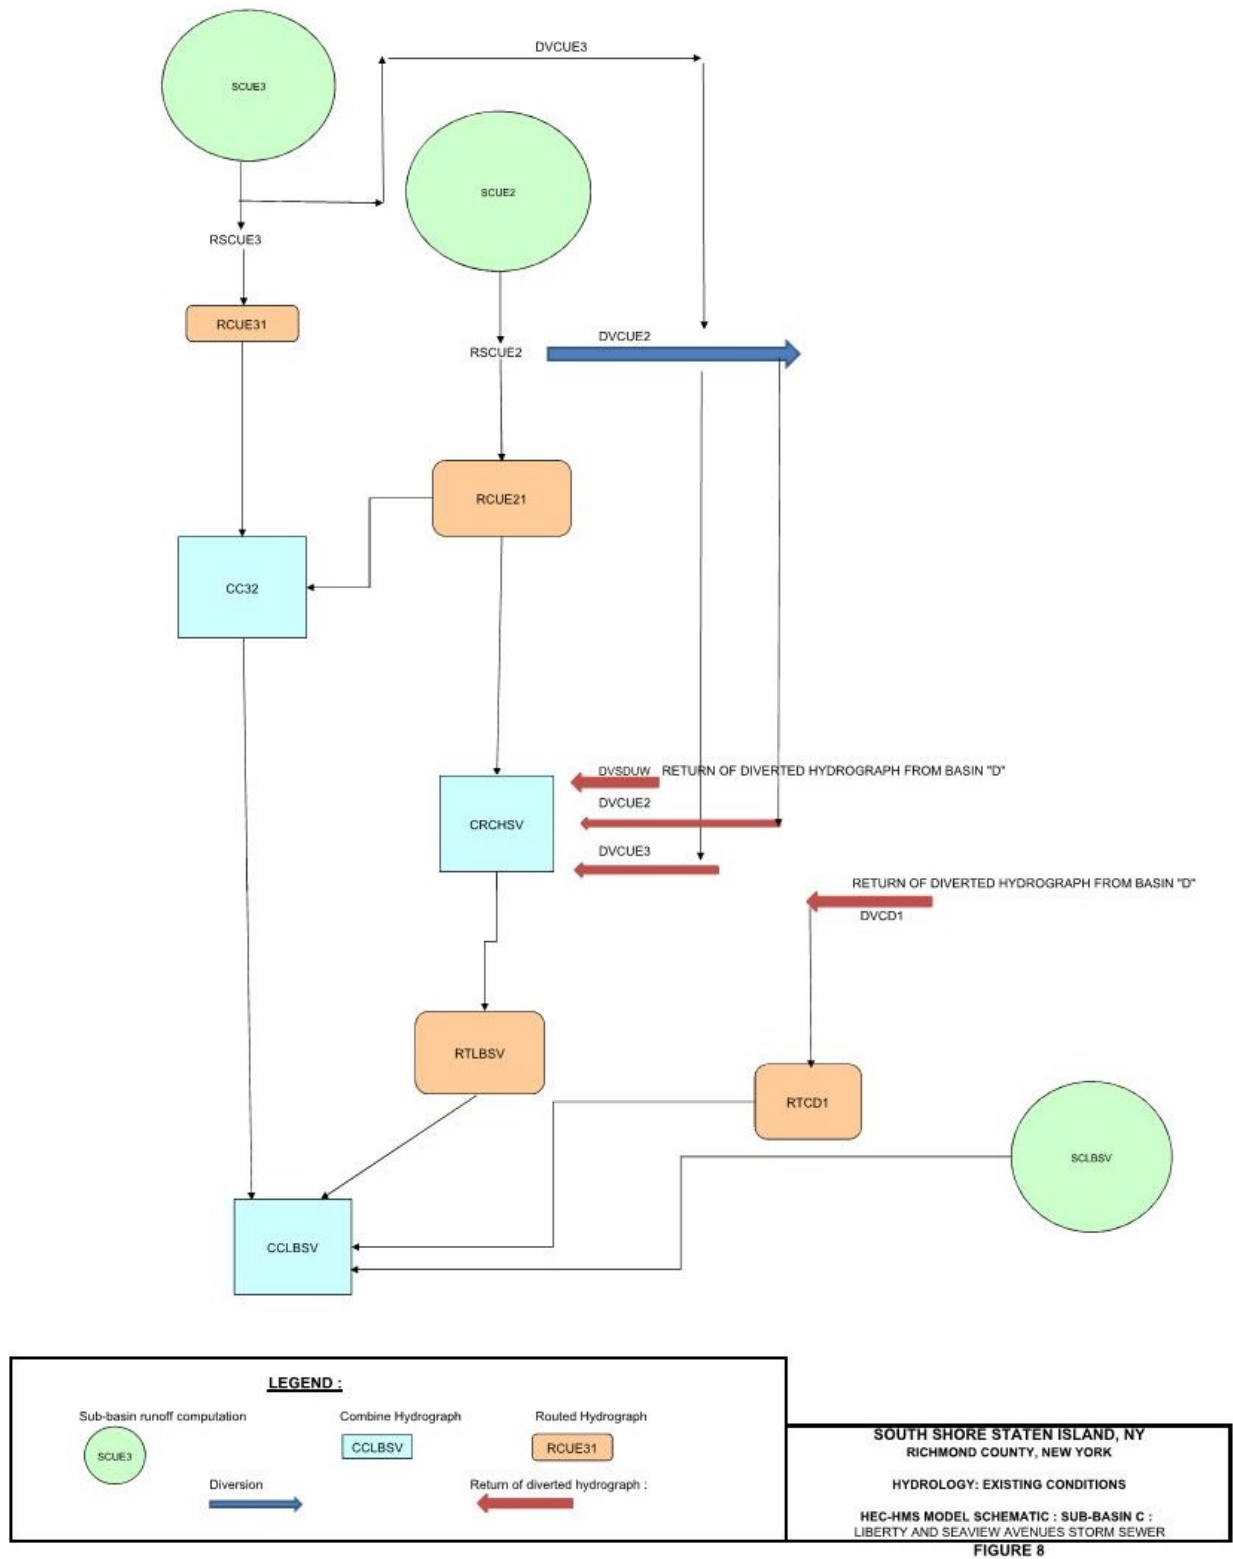 DVCUE3
SCUE3
SCUE2
RSCUE3
RCUE31
DVCUE2
RSCUE2
RCUE21
CC32
DVSDUW RETURN OF DIVERTED HYDROGRAPH FROM BASIN "D"
DVCUE2
CRCHSV
DVCUE3
RETURN OF DIVERTED HYDROGRAPH FROM BASIN "D"
DVCD1
RTLBSV
RTCD1
SCLBSV
CCLBSV
LEGEND :
Sub-basin runoff computation
Combine Hydrograph
Routed Hydrograph
SCUE3
CCLBSV
RCUE31
Diversion
Return of diverted hydrograph :
SOUTH SHORE STATEN ISLAND, NY
RICHMOND COUNTY, NEW YORK
HYDROLOGY: EXISTING CONDITIONS
HEC-HMS MODEL SCHEMATIC : SUB-BASIN C :
LIBERTY AND SEAVIEW AVENUES STORM SEWER
FIGURE 8